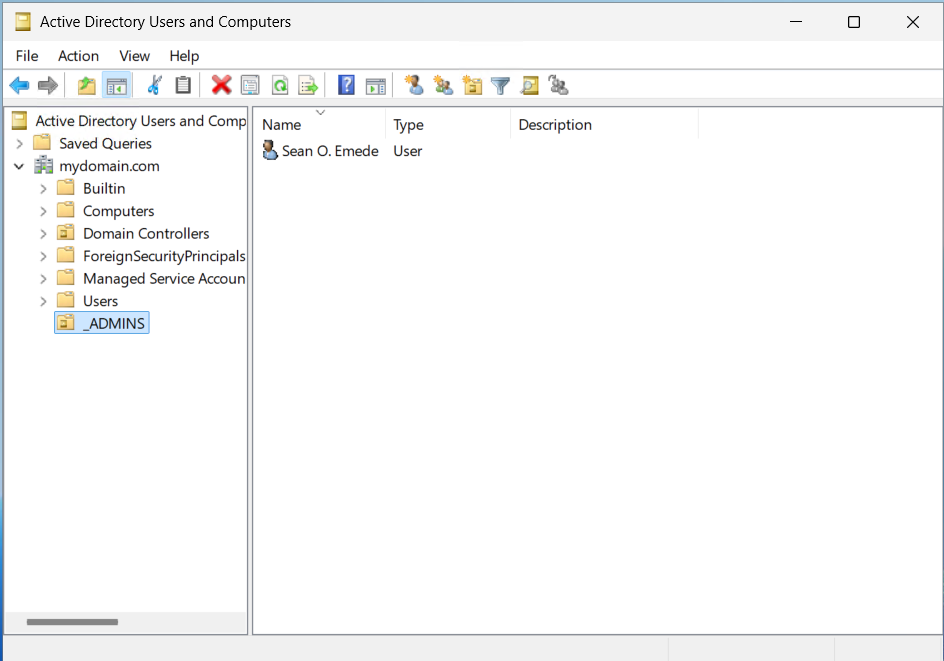 Active Directory Users and Computers
File Action View Help
Active Directory Users and Comp
Saved Queries
mydomain.com
Builtin
Computers
Domain Controllers
ForeignSecurityPrincipals
Managed Service Accoun
Users
_ADMINS
Name Type Description
Sean O. Emede User